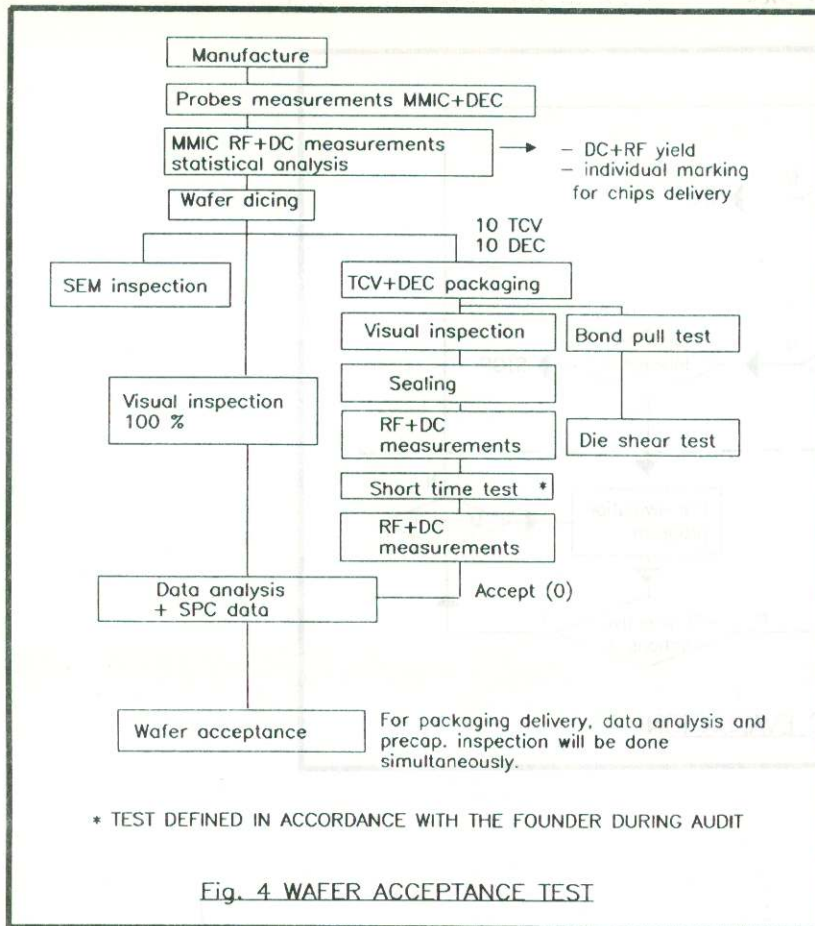 Manufacture
Probes measurements MMIC+DEC
MMIC RF+DC measurements
statistical analysis
– DC+RF yield
– individual marking
for chips delivery
Wafer dicing
10 TCV
10 DEC
SEM inspection
TCV+DEC packaging
Visual inspection
Bond pull test
Sealing
Visual inspection
100 %
RF+DC
measurements
Die shear test
Short time test *
RF+DC
measurements
Data analysis
+ SPC data
Accept (0)
Wafer acceptance
For packaging delivery, data analysis and
precap. inspection will be done
simultaneously.
* TEST DEFINED IN ACCORDANCE WITH THE FOUNDER DURING AUDIT
Fig. 4 WAFER ACCEPTANCE TEST